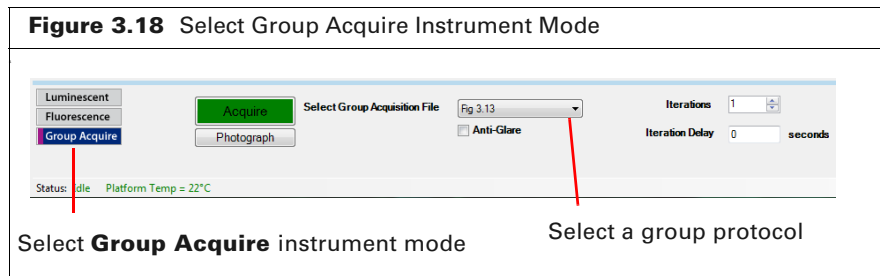 Figure 3.18 Select Group Acquire Instrument Mode
Luminescent
Fluorescence
Group Acquire
Acquire
Photograph
Select Group Acquisition File
Fig 3.13
Anti-Glare
Iterations
1
Iteration Delay
0
seconds
Status: Idle Platform Temp = 22°C
Select Group Acquire instrument mode
Select a group protocol